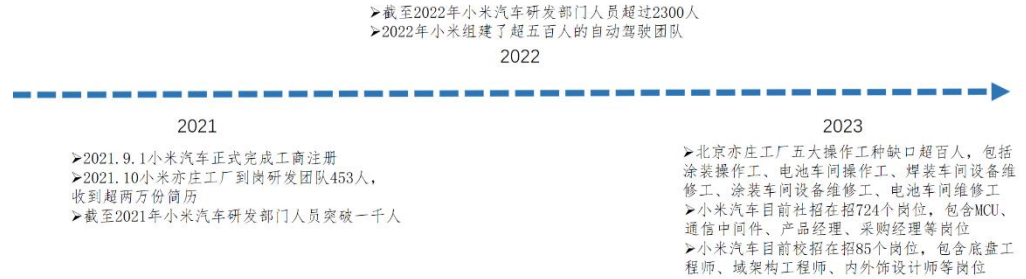 ➢截至2022年小米汽车研发部门人员超过2300人
➢2022年小米组建了超五百人的自动驾驶团队
2022
2021
➢2021.9.1小米汽车正式完成工商注册
➢2021.10小米亦庄工厂到岗研发团队453人，
收到超两万份简历
➢截至2021年小米汽车研发部门人员突破一千人
2023
➢北京亦庄工厂五大操作工种缺口超百人，包括
涂装操作工、电池车间操作工、焊装车间设备维
修工、涂装车间设备维修工、电池车间维修工
➢小米汽车目前社招在招724个岗位，包含MCU、
通信中间件、产品经理、采购经理等岗位
➢小米汽车目前校招在招85个岗位，包含底盘工
程师、域架构工程师、内外饰设计师等岗位